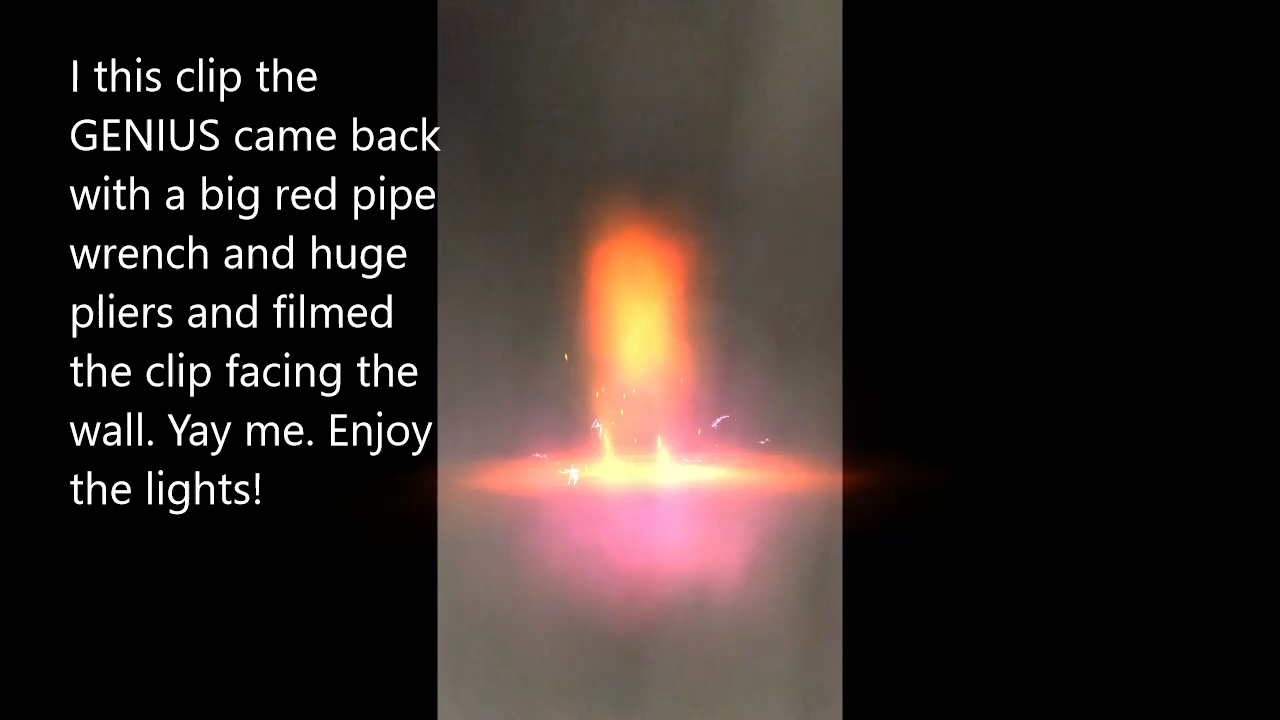 I this clip the
GENIUS came back
with a big red pipe
wrench and huge
pliers and filmed
the clip facing the
wall. Yay me. Enjoy
the lights!